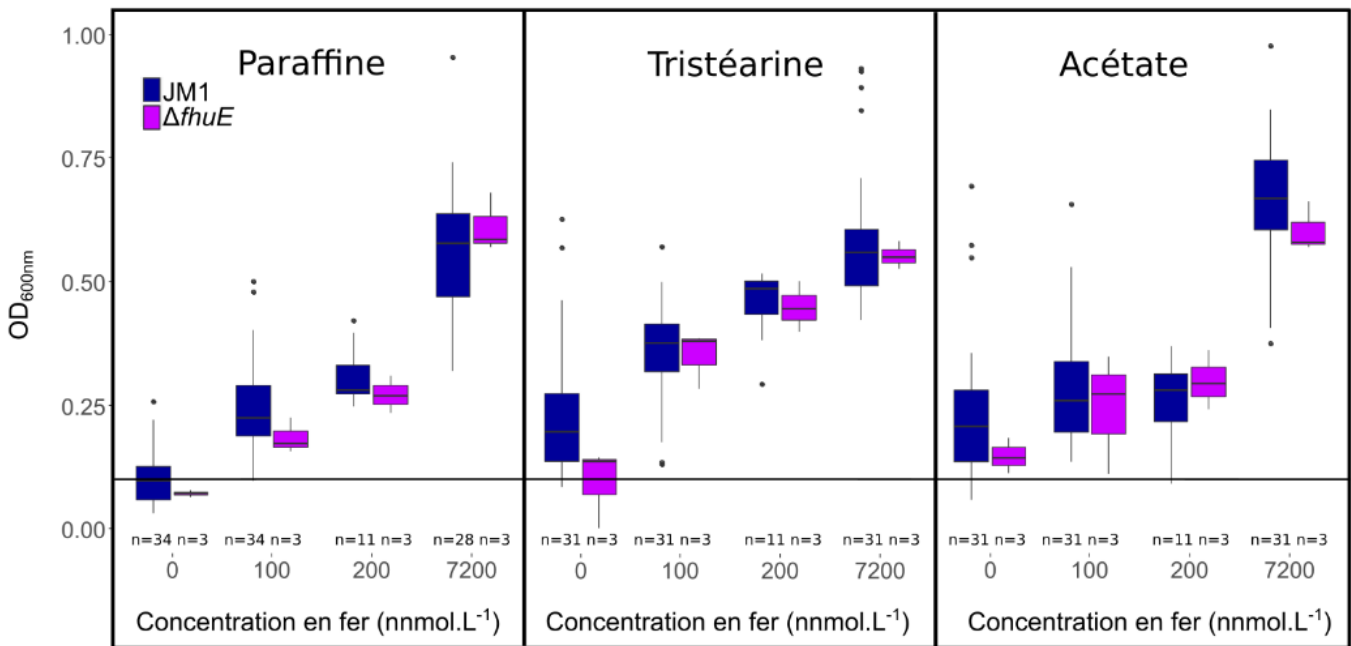 Paraffine Tristéarine Acétate
JM1
ΔfhuE
OD600nm
1.00
0.75
0.50
0.25
0.00
n=34 n=3 n=34 n=3 n=11 n=3 n=28 n=3 n=31 n=3 n=31 n=3 n=11 n=3 n=31 n=3 n=31 n=3 n=31 n=3 n=11 n=3 n=31 n=3
0 100 200 7200 0 100 200 7200 0 100 200 7200
Concentration en fer (nnmol.L-1) Concentration en fer (nnmol.L-1) Concentration en fer (nnmol.L-1)